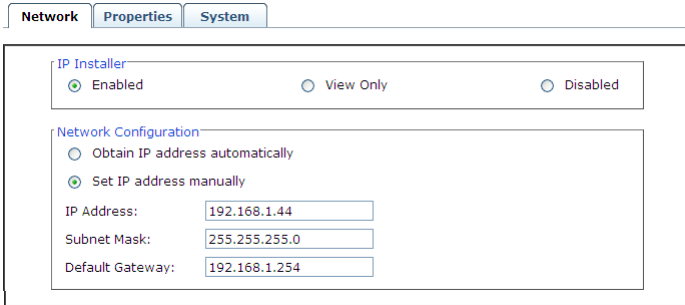 Network Properties System
IP Installer
Enabled View Only Disabled
Network Configuration
Obtain IP address automatically
Set IP address manually
IP Address: 192.168.1.44
Subnet Mask: 255.255.255.0
Default Gateway: 192.168.1.254